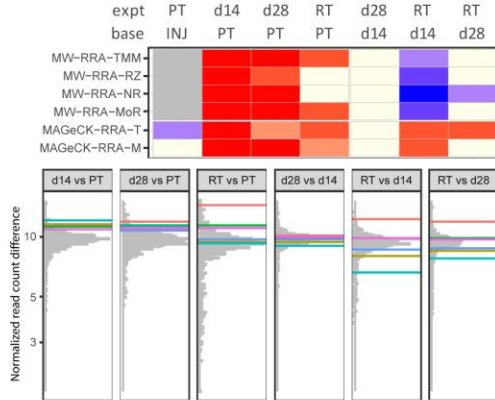 expt PT d14 d28 RT d28 RT RT
base INJ PT PT PT d14 d14 d28
MW-RRA-TMM
MW-RRA-RZ
MW-RRA-NR
MW-RRA-MoR
MAGeCK-RRA-T
MAGeCK-RRA-M
d14 vs PT d28 vs PT RT vs PT d28 vs d14 RT vs d14 RT vs d28
Normalized read count difference
10
5
3